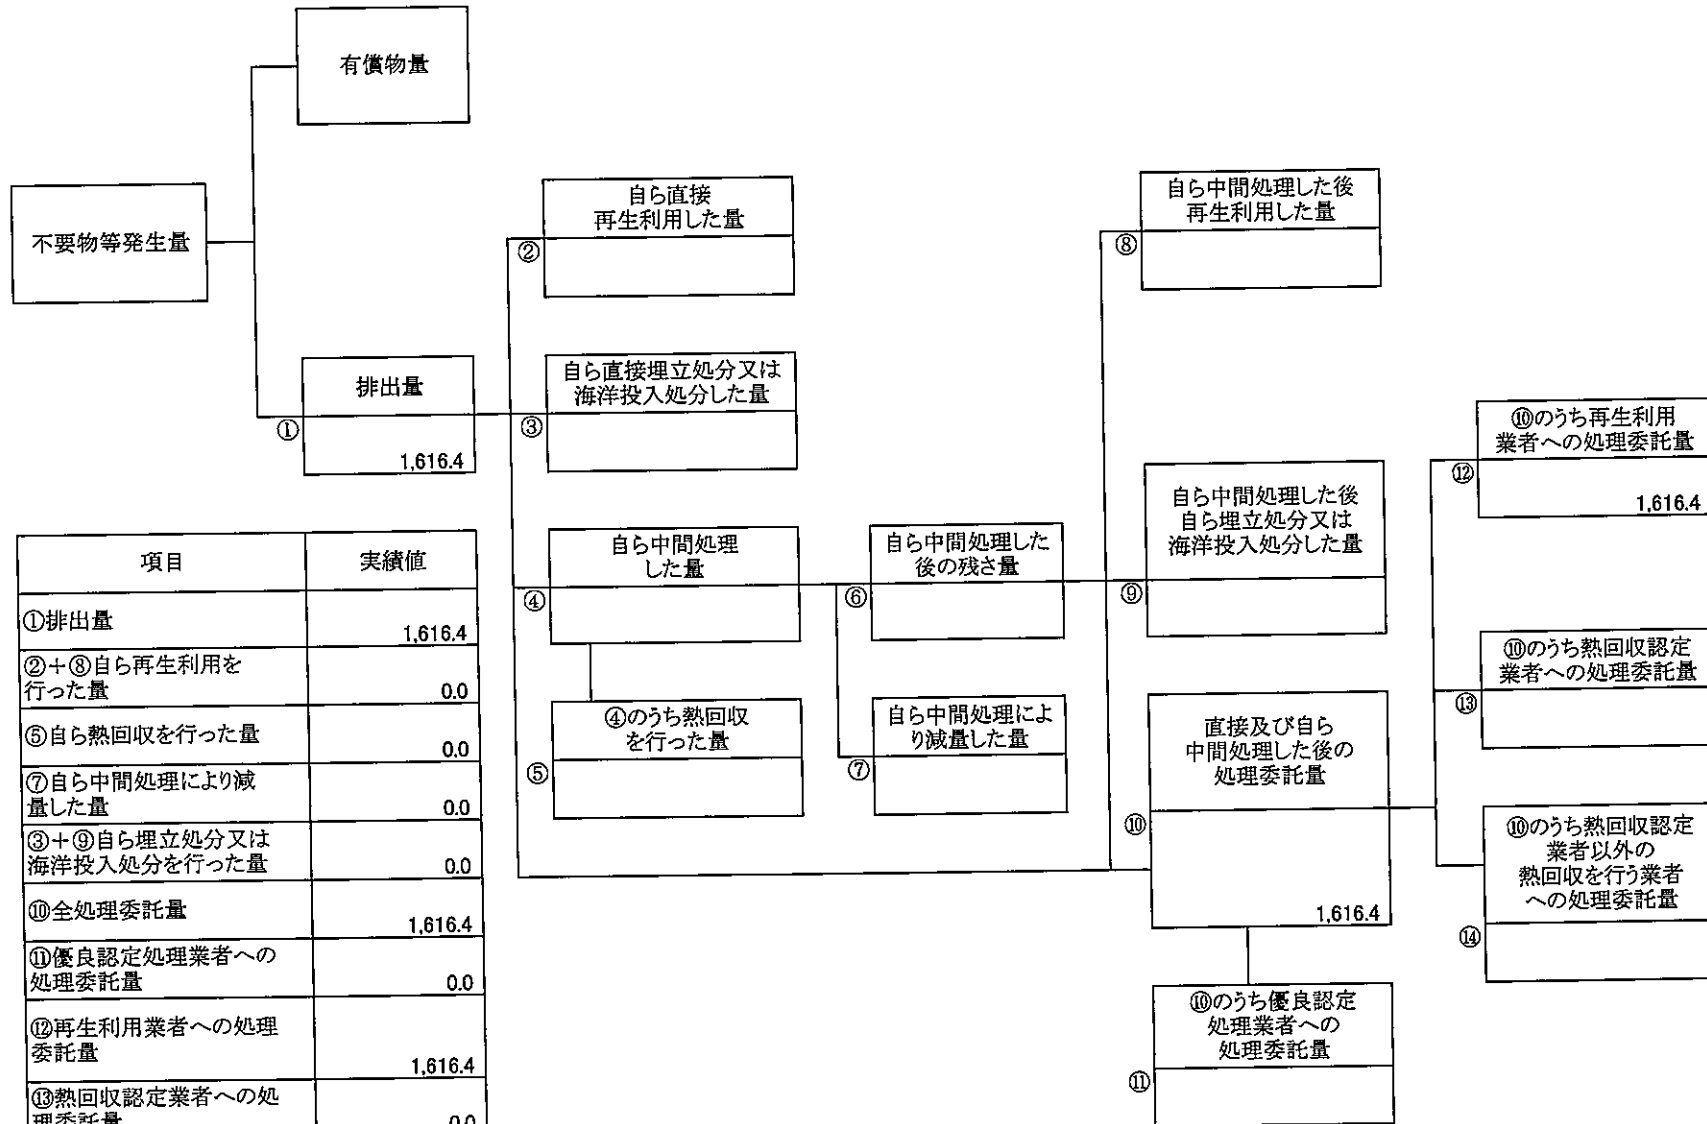 有償物量
不要物等発生量
排出量
①
1,616.4
自ら直接
再生利用した量
②
自ら直接埋立処分又は
海洋投入処分した量
③
自ら中間処理
した量
④
④のうち熱回収
を行った量
⑤
自ら中間処理した
後の残さ量
⑥
自ら中間処理によ
り減量した量
⑦
自ら中間処理した後
再生利用した量
⑧
自ら中間処理した後
自ら埋立処分又は
海洋投入処分した量
⑨
直接及び自ら
中間処理した後の
処理委託量
⑩
1,616.4
⑩のうち優良認定
処理業者への
処理委託量
⑪
⑩のうち再生利用
業者への処理委託量
⑫
1,616.4
⑩のうち熱回収認定
業者への処理委託量
⑬
⑩のうち熱回収認定
業者以外の
熱回収を行う業者
への処理委託量
⑭
項目 実績値
①排出量 1,616.4
②+⑧自ら再生利用を
行った量 0.0
⑤自ら熱回収を行った量 0.0
⑦自ら中間処理により減
量した量 0.0
③+⑨自ら埋立処分又は
海洋投入処分を行った量 0.0
⑩全処理委託量 1,616.4
⑪優良認定処理業者への
処理委託量 0.0
⑫再生利用業者への処理
委託量 1,616.4
⑬熱回収認定業者への処
理委託量 0.0